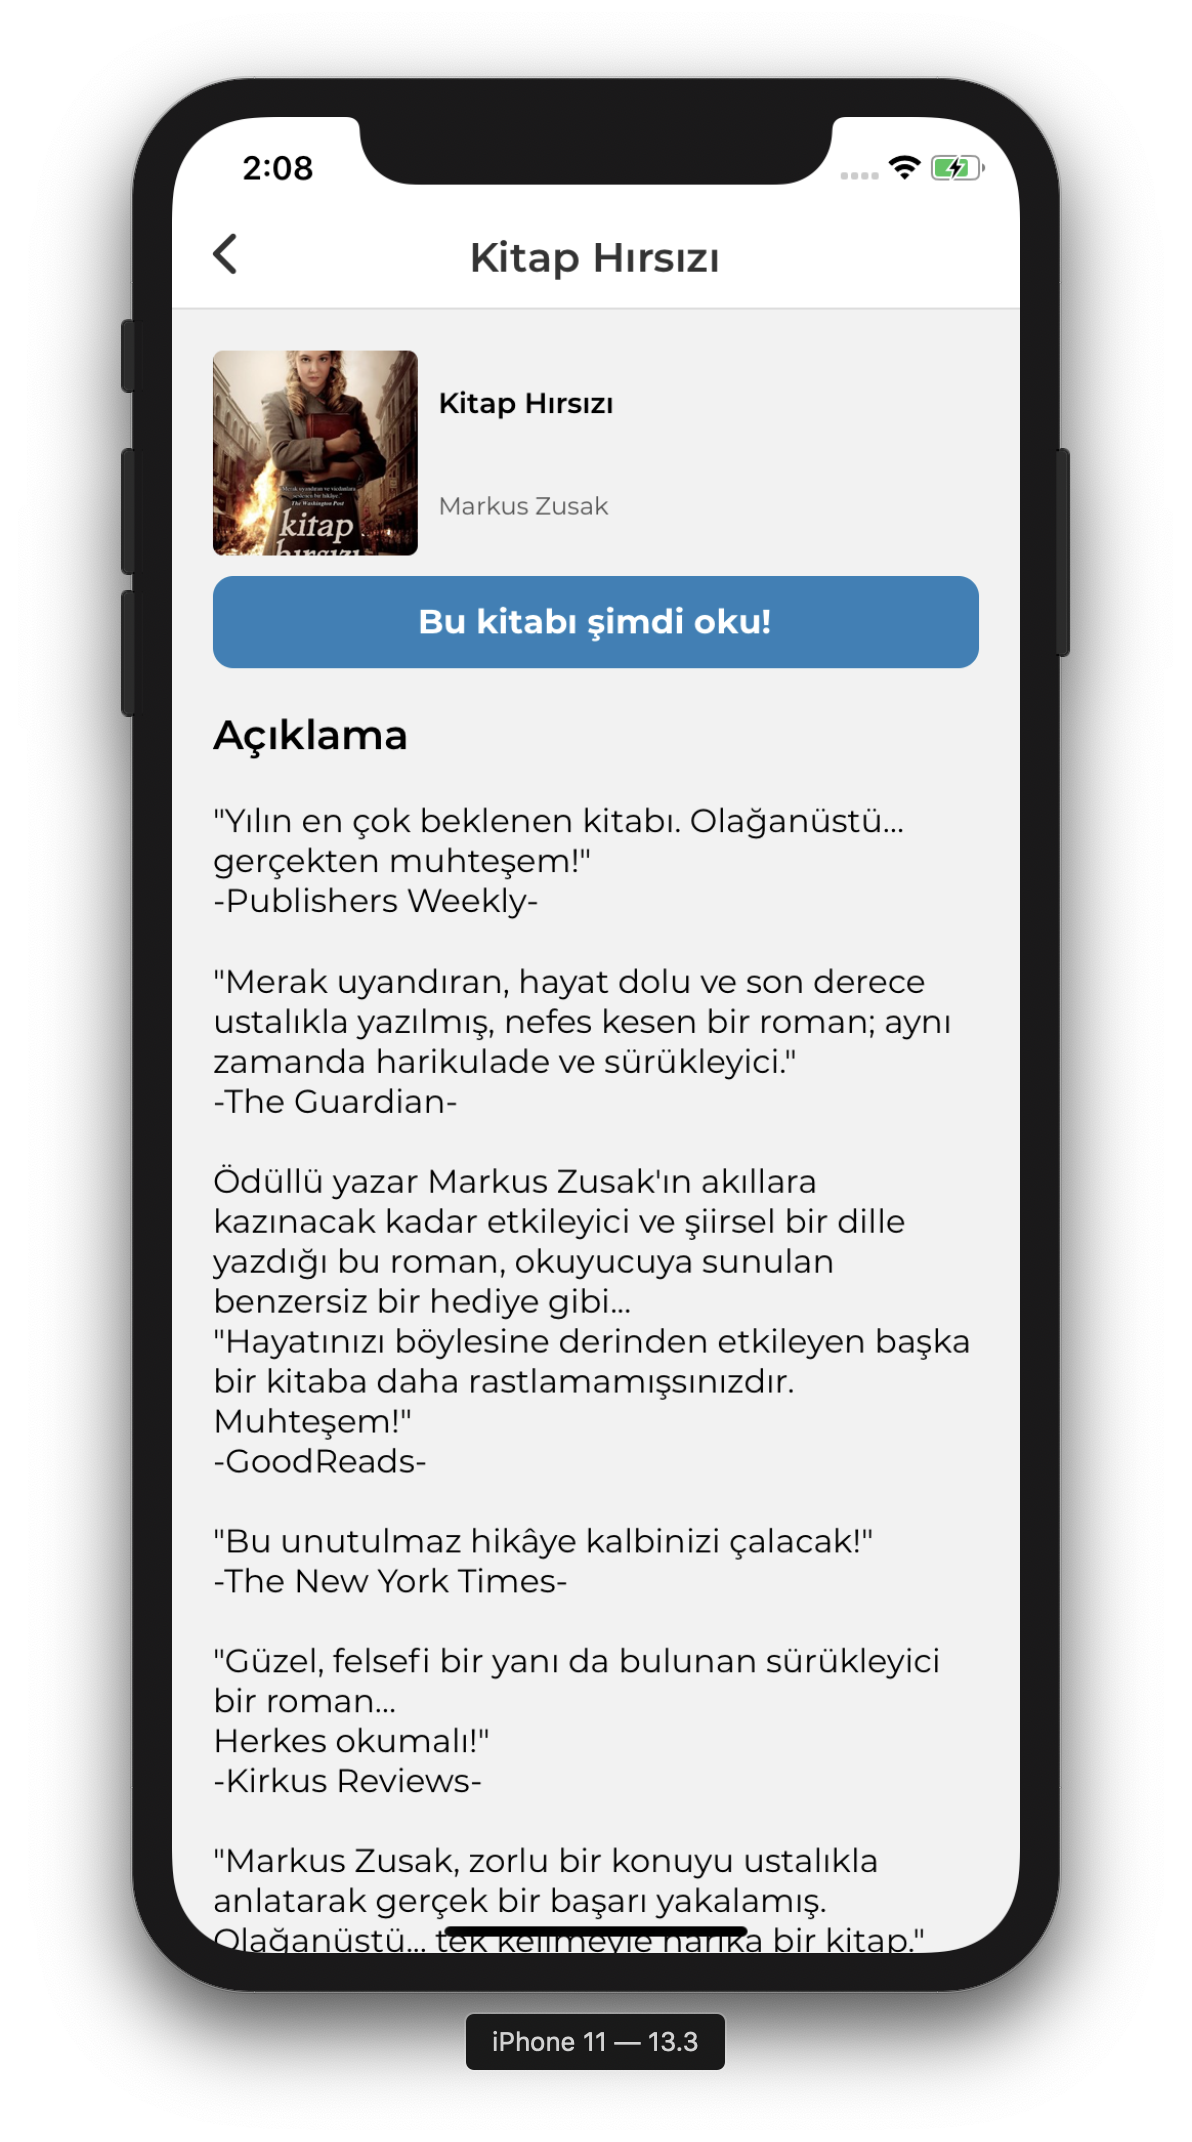 2:08
Kitap Hırsızı
"Merak uyandıran ve
The Washington Post
kitap
hırsızı
Kitap Hırsızı
Markus Zusak
Bu kitabı şimdi oku!
Açıklama
"Yılın en çok beklenen kitabı. Olağanüstü...
gerçekten muhteşem!"
-Publishers Weekly-
"Merak uyandıran, hayat dolu ve son derece
ustalıkla yazılmış, nefes kesen bir roman; aynı
zamanda harikulade ve sürükleyici."
-The Guardian-
Ödüllü yazar Markus Zusak'ın akıllara
kazınacak kadar etkileyici ve şiirsel bir dille
yazdığı bu roman, okuyucuya sunulan
benzersiz bir hediye gibi...
"Hayatınızı böylesine derinden etkileyen başka
bir kitaba daha rastlamamışsınızdır.
Muhteşem!"
-GoodReads-
"Bu unutulmaz hikâye kalbinizi çalacak!"
-The New York Times-
"Güzel, felsefi bir yanı da bulunan sürükleyici
bir roman...
Herkes okumalı!"
-Kirkus Reviews-
"Markus Zusak, zorlu bir konuyu ustalıkla
anlatarak gerçek bir başarı yakalamış.
Olağanüstü... tek kelimeyle harika bir kitap."
iPhone 11 — 13.3